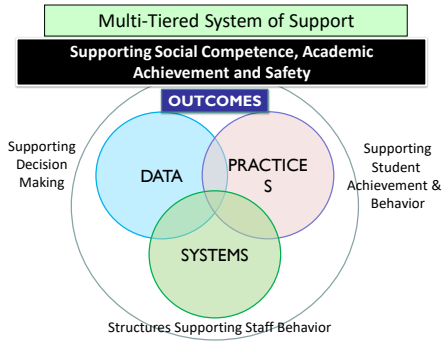 Multi-Tiered System of Support
Supporting Social Competence, Academic
Achievement and Safety
OUTCOMES
Supporting
Decision
Making
DATA
PRACTICE
S
Supporting
Student
Achievement &
Behavior
SYSTEMS
Structures Supporting Staff Behavior